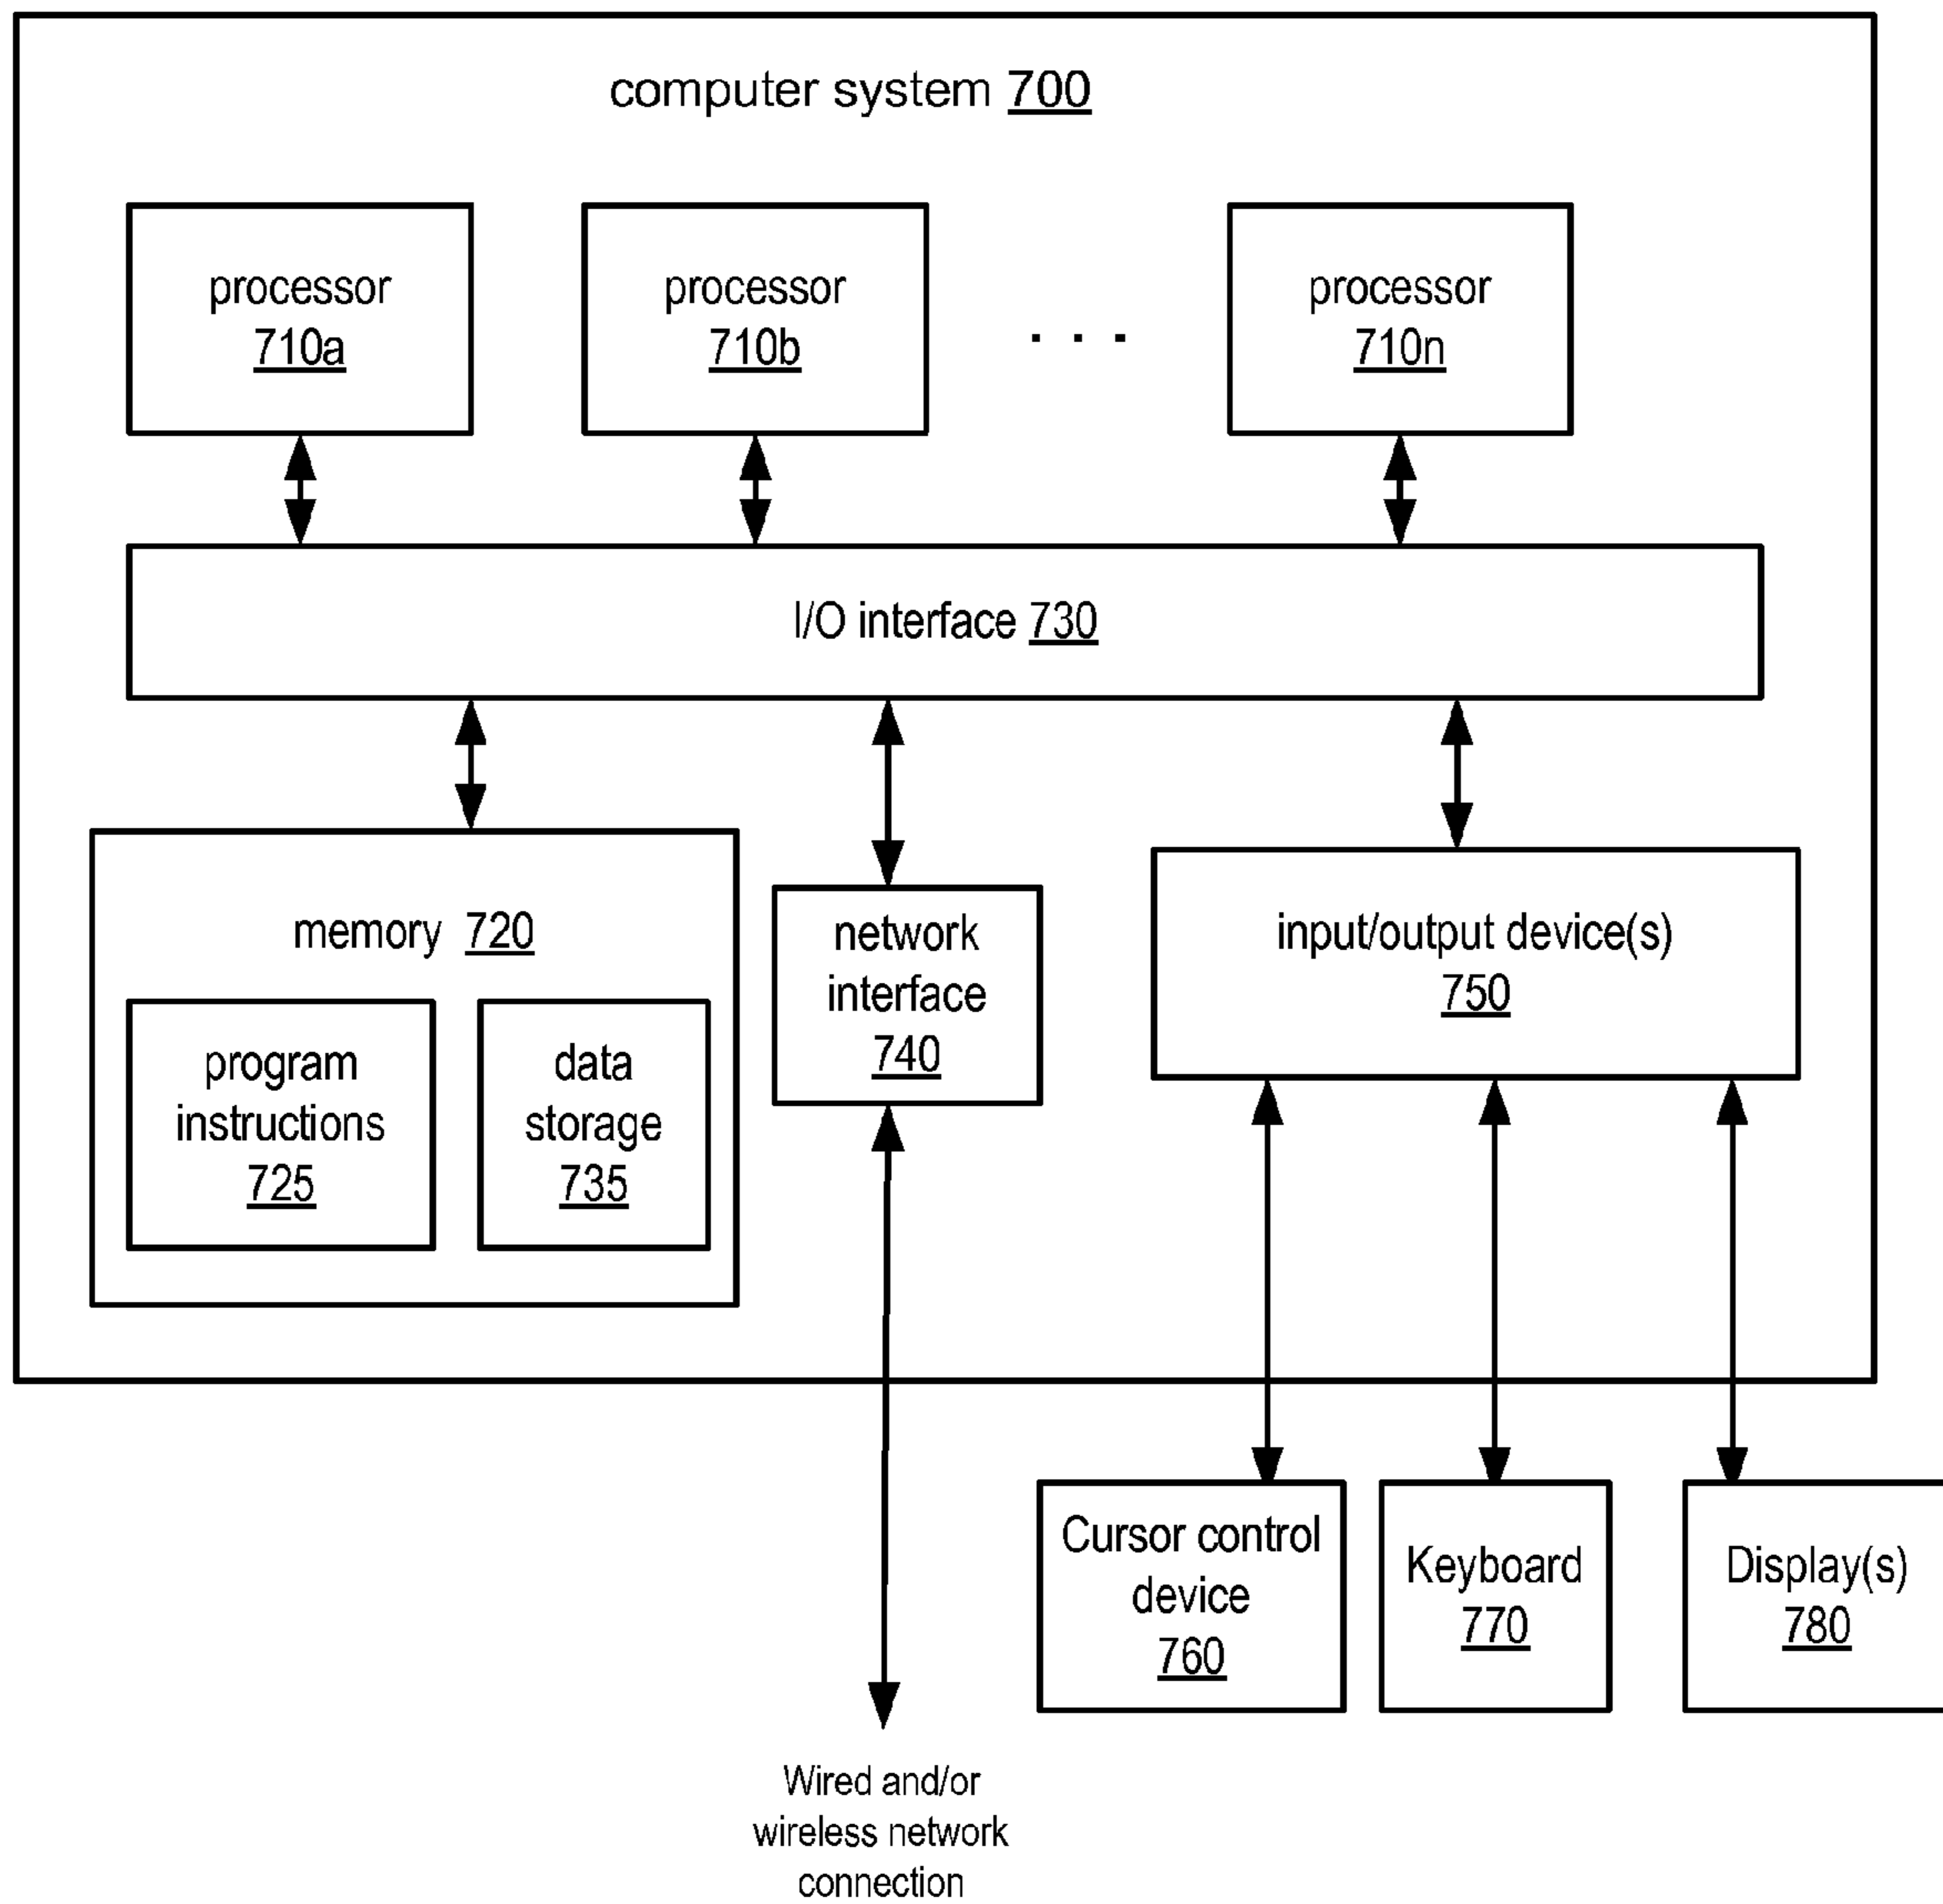 computer system 700
processor
710a
processor
710b
. . .
processor
710n
I/O interface 730
memory 720
program
instructions
725
data
storage
735
network
interface
740
input/output device(s)
750
Cursor control
device
760
Keyboard
770
Display(s)
780
Wired and/or
wireless network
connection